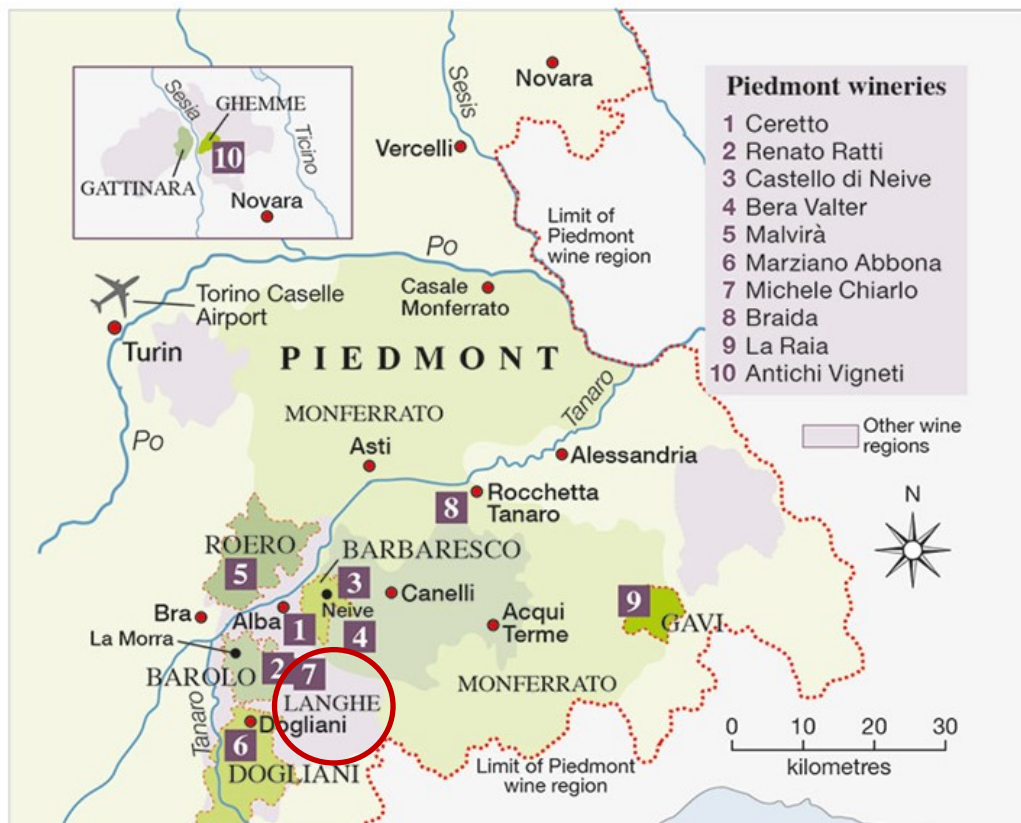 Novara
Sesis
Vercelli
Sesia
GHEMME
Ticino
10
GATTINARA
Novara
Limit of
Piedmont
wine region
Po
Torino Caselle
Airport
Turin
Casale
Monferrato
PIEDMONT
Po
MONFERRATO
Tanaro
Asti
Alessandria
8
Rocchetta
Tanaro
ROERO
5
BARBARESCO
3
Neive
Canelli
Bra
Alba
1
4
Acqui
Terme
9
GAVI
La Morra
BAROLO
2
7
LANGHE
MONFERRATO
Tanaro
Dogliani
6
DOGLIANI
Limit of Piedmont
wine region
Piedmont wineries
1 Ceretto
2 Renato Ratti
3 Castello di Neive
4 Bera Valter
5 Malvirà
6 Marziano Abbona
7 Michele Chiarlo
8 Braida
9 La Raia
10 Antichi Vigneti
Other wine
regions
N
0 10 20 30
kilometres